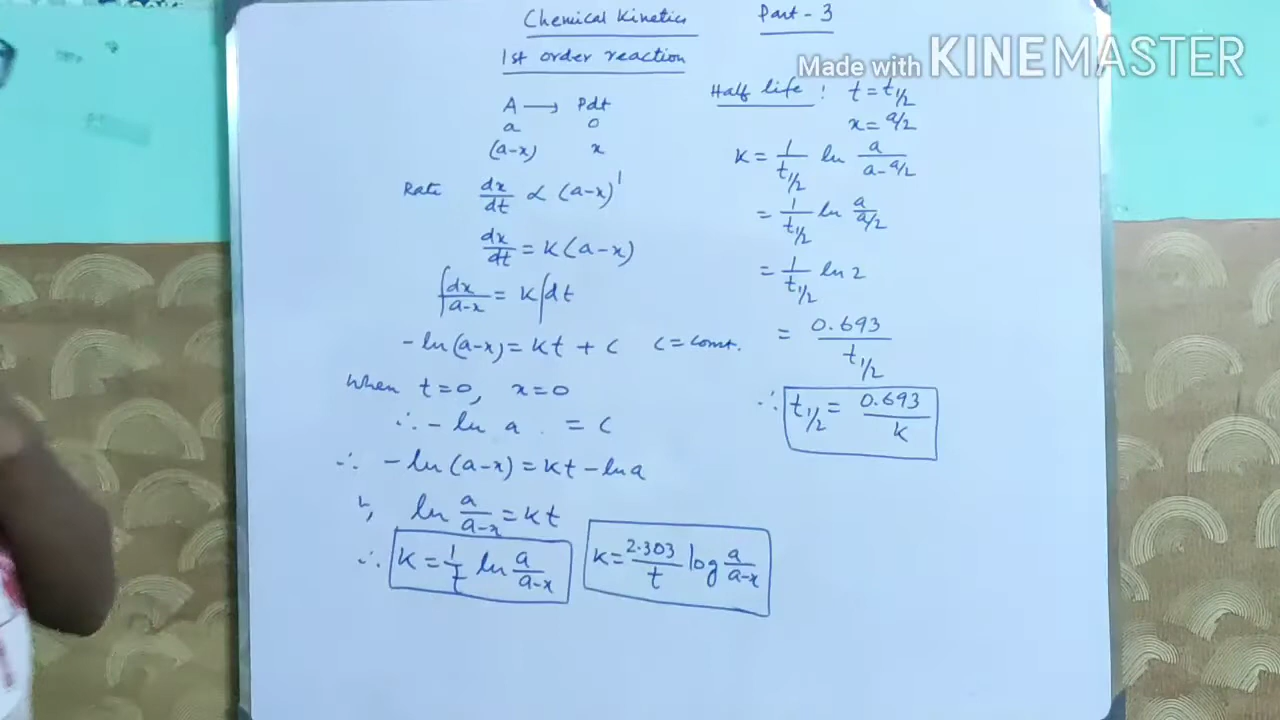 Chemical Kinetics Part - 3
1st order reaction
A ⟶ Pdt
a 0
(a-x) x
Rate dx/dt ∝ (a-x)¹
dx/dt = K(a-x)
∫dx/a-x = K∫dt
-ln(a-x) = Kt + C C = Const.
When t=0, x=0
∴ - ln a = C
∴ -ln(a-x) = Kt - ln a
ln a/a-x = Kt
∴ K = 1/t ln a/a-x
K = 2.303/t log a/a-x
Made with KINEMASTER
Half life : t = t1/2
x = a/2
K = 1/t1/2 ln a/a-a/2
= 1/t1/2 ln a/a/2
= 1/t1/2 ln 2
= 0.693/t1/2
∴ t1/2 = 0.693/K